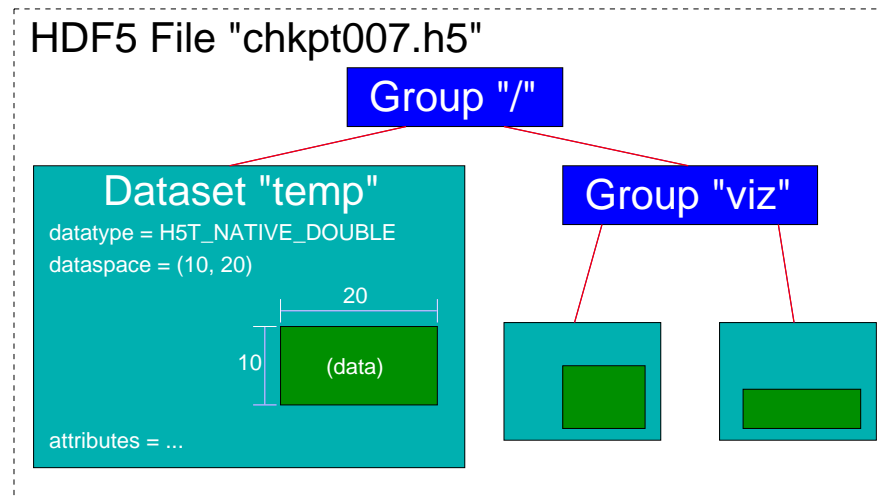 HDF5 File "chkpt007.h5"
Group "/"
Dataset "temp"
datatype = H5T_NATIVE_DOUBLE
dataspace = (10, 20)
20
10
(data)
attributes = ...
Group "viz"